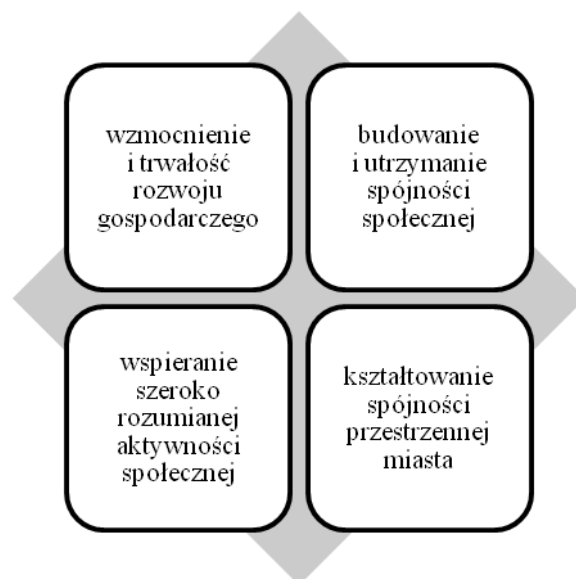 wzmocnienie
i trwałość
rozwoju
gospodarczego
budowanie
i utrzymanie
spójności
społecznej
wspieranie
szeroko
rozumianej
aktywności
społecznej
kształtowanie
spójności
przestrzennej
miasta